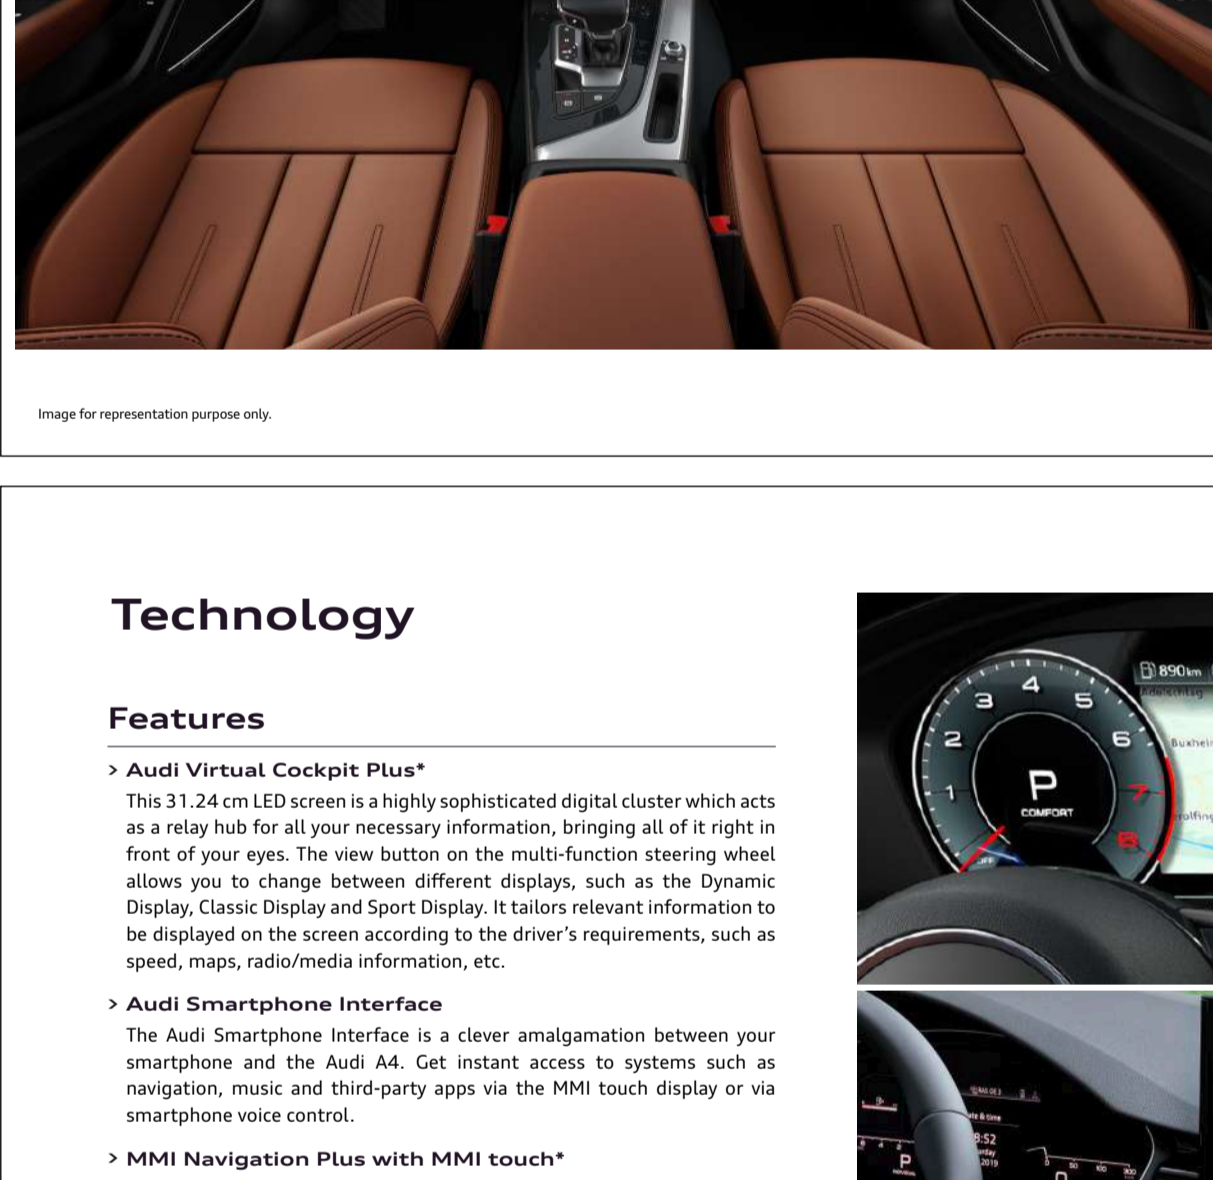 Image for representation purpose only.
Technology
Features
> Audi Virtual Cockpit Plus*
This 31.24 cm LED screen is a highly sophisticated digital cluster which acts
as a relay hub for all your necessary information, bringing all of it right in
front of your eyes. The view button on the multi-function steering wheel
allows you to change between different displays, such as the Dynamic
Display, Classic Display and Sport Display. It tailors relevant information to
be displayed on the screen according to the driver’s requirements, such as
speed, maps, radio/media information, etc.
> Audi Smartphone Interface
The Audi Smartphone Interface is a clever amalgamation between your
smartphone and the Audi A4. Get instant access to systems such as
navigation, music and third-party apps via the MMI touch display or via
smartphone voice control.
> MMI Navigation Plus with MMI touch*
890 km
1 2 3 4 5 6 7 8
P
COMFORT
OFF
8:52
2019
P
50 100